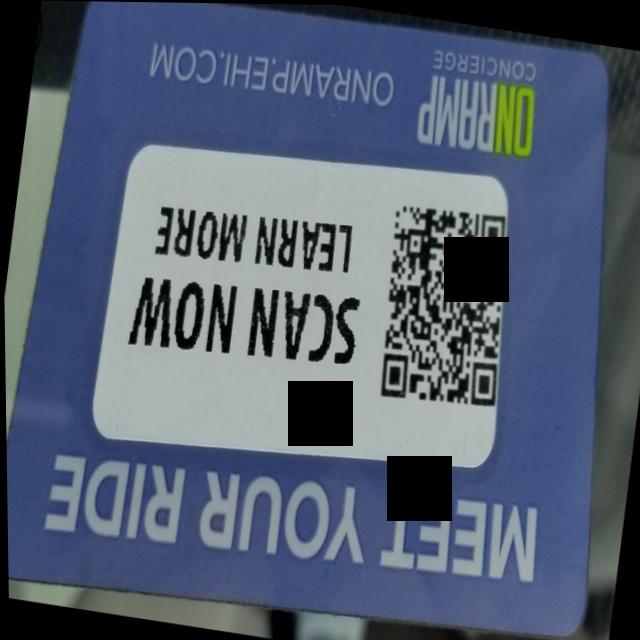 MEET YOUR RIDE
SCAN NOW
LEARN MORE
ONRAMP
CONCIERGE
ONRAMP.EHI.COM